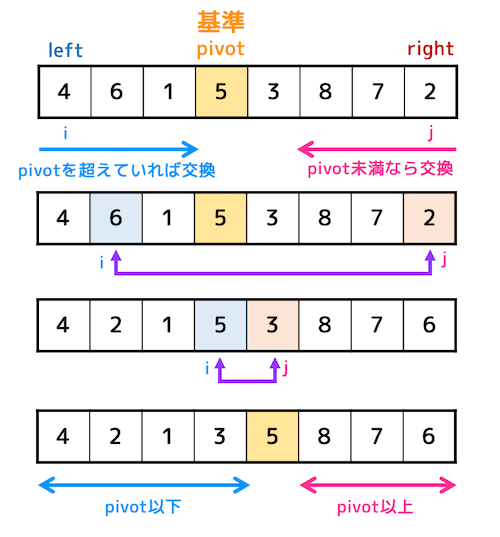 基準
left pivot right
4 6 1 5 3 8 7 2
i j
pivotを超えていれば交換 pivot未満なら交換
4 6 1 5 3 8 7 2
i j
4 2 1 5 3 8 7 6
i j
4 2 1 3 5 8 7 6
pivot以下 pivot以上